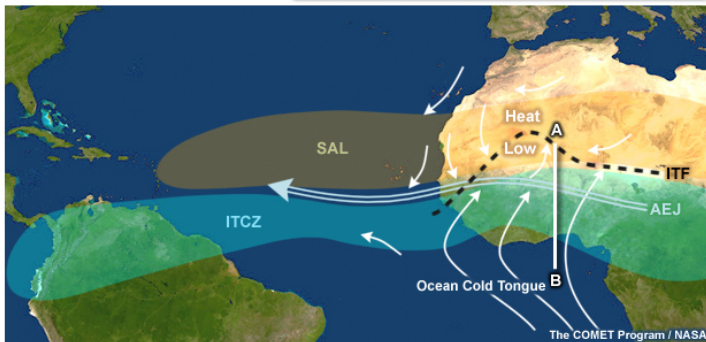 Heat
A
Low
SAL
ITF
AEJ
ITCZ
B
Ocean Cold Tongue
The COMET Program / NASA